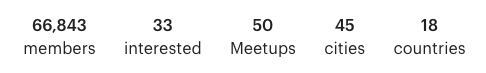 66,843 33 50 45 18
members interested Meetups cities countries